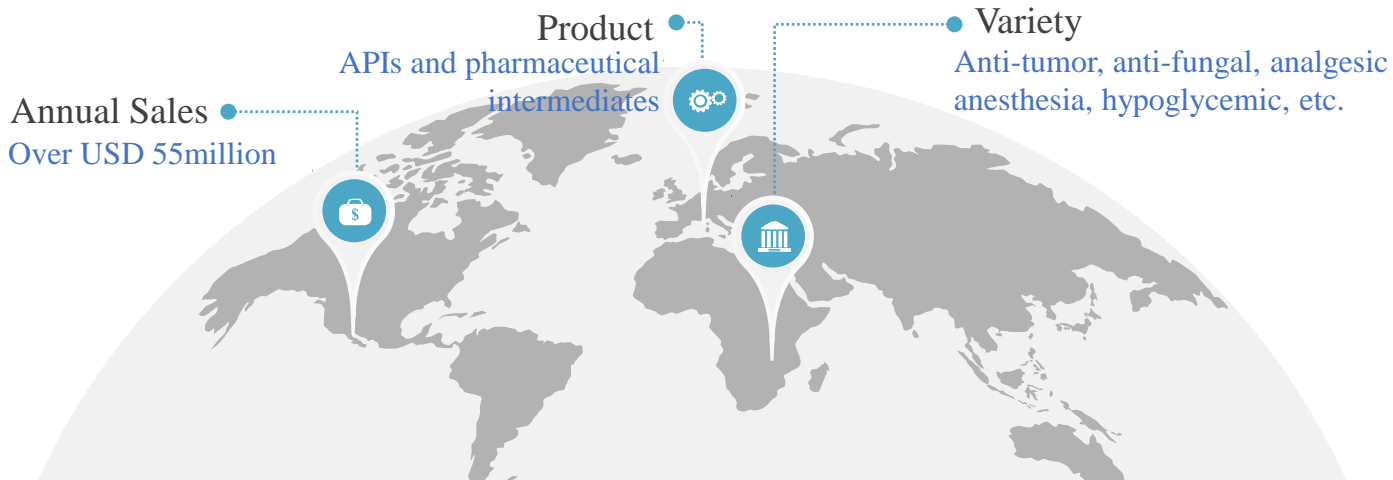 Product
APIs and pharmaceutical
intermediates
Variety
Anti-tumor, anti-fungal, analgesic
anesthesia, hypoglycemic, etc.
Annual Sales
Over USD 55million
$